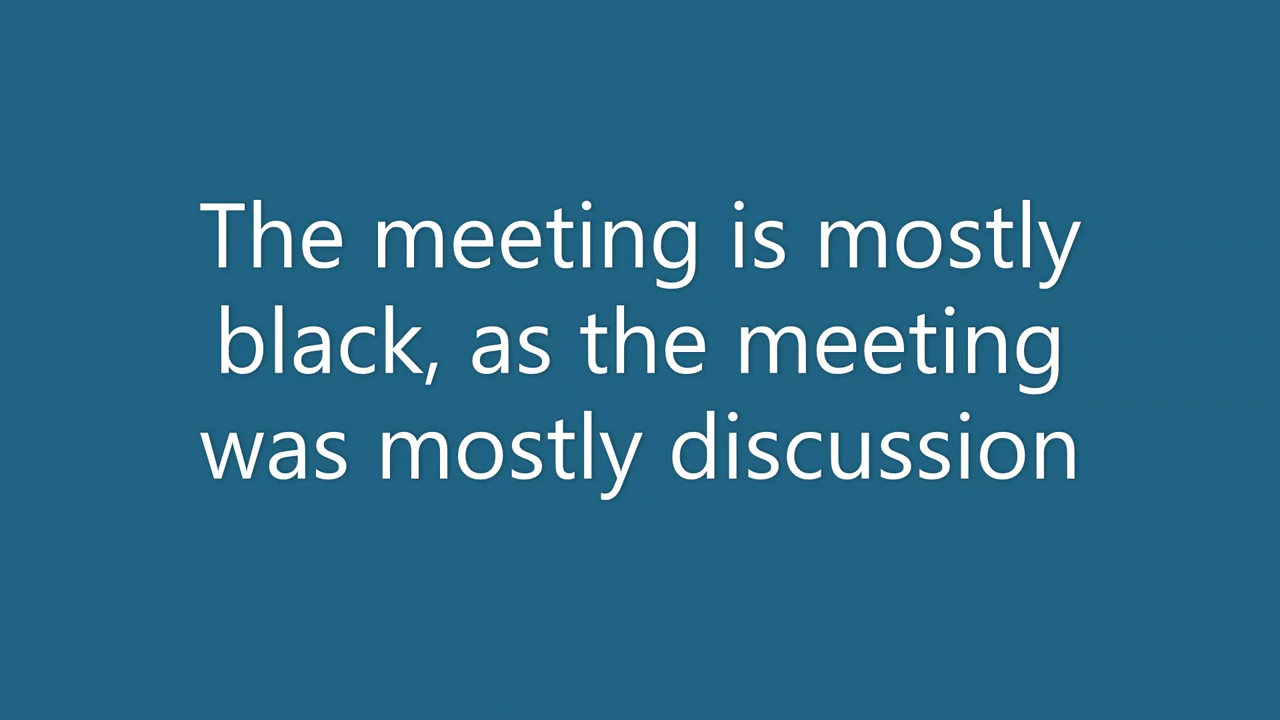 The meeting is mostly
black, as the meeting
was mostly discussion